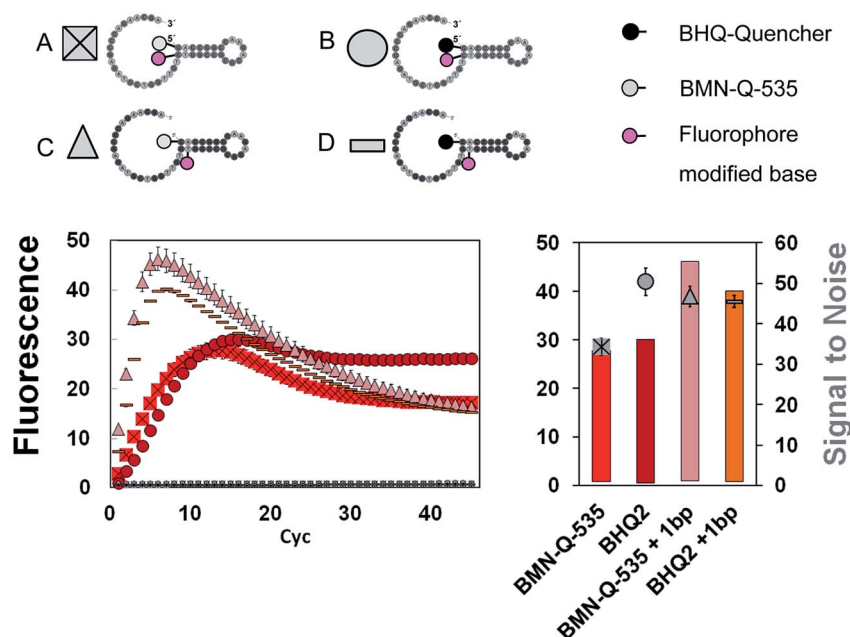 A
3´
5´
B
3´
5´
BHQ-Quencher
BMN-Q-535
C
D
Fluorophore
modified base
Fluorescence
50
40
30
20
10
0
0
10
20
30
40
Cyc
50
40
30
20
10
0
60
50
40
30
20
10
0
Signal to Noise
BMN-Q-535
BHQ2
BMN-Q-535 + 1bp
BHQ2 +1bp